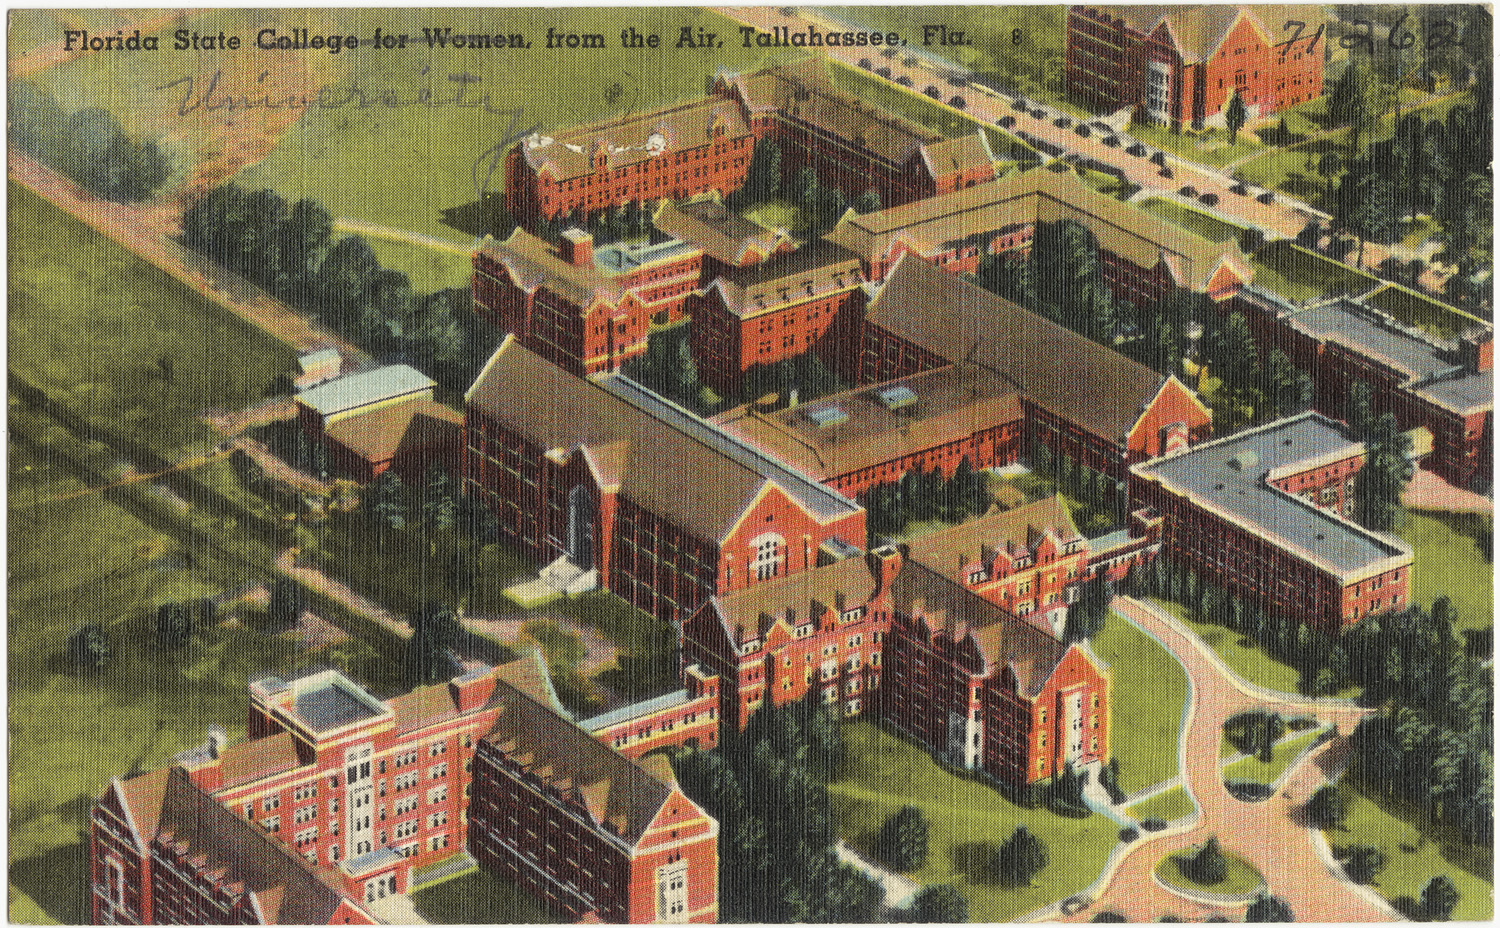 Florida State College for Women, from the Air, Tallahassee, Fla. 8
71262
University